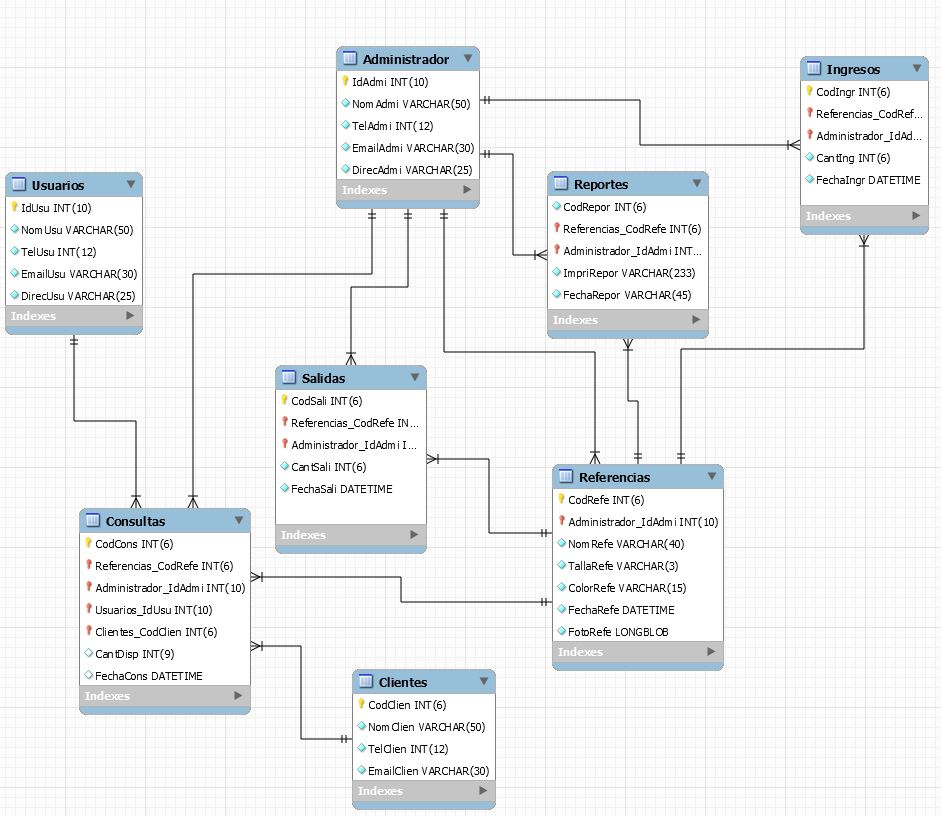 Administrador
IdAdmi INT(10)
NomAdmi VARCHAR(50)
TelAdmi INT(12)
EmailAdmi VARCHAR(30)
DirecAdmi VARCHAR(25)
Indexes
Ingresos
CodIngr INT(6)
Referencias_CodRef...
Administrador_IdAd...
CantIng INT(6)
FechaIngr DATETIME
Indexes
Usuarios
IdUsu INT(10)
NomUsu VARCHAR(50)
TelUsu INT(12)
EmailUsu VARCHAR(30)
DirecUsu VARCHAR(25)
Indexes
Reportes
CodRepor INT(6)
Referencias_CodRefe INT(6)
Administrador_IdAdmi INT...
ImpriRepor VARCHAR(233)
FechaRepor VARCHAR(45)
Indexes
Salidas
CodSali INT(6)
Referencias_CodRefe IN...
Administrador_IdAdmi I...
CantSali INT(6)
FechaSali DATETIME
Indexes
Referencias
CodRefe INT(6)
Administrador_IdAdmi INT(10)
NomRefe VARCHAR(40)
TallaRefe VARCHAR(3)
ColorRefe VARCHAR(15)
FechaRefe DATETIME
FotoRefe LONGBLOB
Indexes
Consultas
CodCons INT(6)
Referencias_CodRefe INT(6)
Administrador_IdAdmi INT(10)
Usuarios_IdUsu INT(10)
Clientes_CodClien INT(6)
CantDisp INT(9)
FechaCons DATETIME
Indexes
Clientes
CodClien INT(6)
NomClien VARCHAR(50)
TelClien INT(12)
EmailClien VARCHAR(30)
Indexes